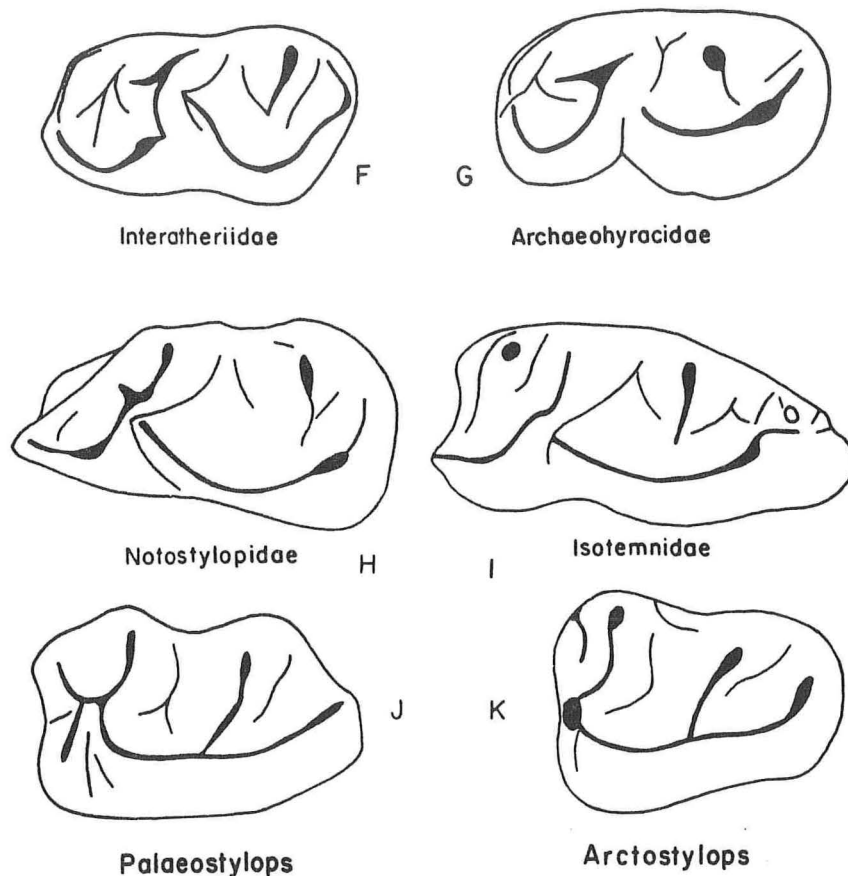 F G
Interatheriidae Archaeohyracidae
Notostylopidae H I Isotemnidae
J K
Palaeostylops Arctostylops